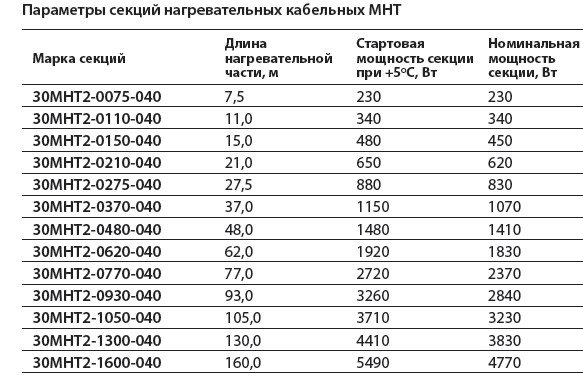 Параметры секций нагревательных кабельных МНТ
Марка секций Длина нагревательной части, м Стартовая мощность секции при +5ºС, Вт Номинальная мощность секции, Вт
30МНТ2-0075-040 7,5 230 230
30МНТ2-0110-040 11,0 340 340
30МНТ2-0150-040 15,0 480 450
30МНТ2-0210-040 21,0 650 620
30МНТ2-0275-040 27,5 880 830
30МНТ2-0370-040 37,0 1150 1070
30МНТ2-0480-040 48,0 1480 1410
30МНТ2-0620-040 62,0 1920 1830
30МНТ2-0770-040 77,0 2720 2370
30МНТ2-0930-040 93,0 3260 2840
30МНТ2-1050-040 105,0 3710 3230
30МНТ2-1300-040 130,0 4410 3830
30МНТ2-1600-040 160,0 5490 4770